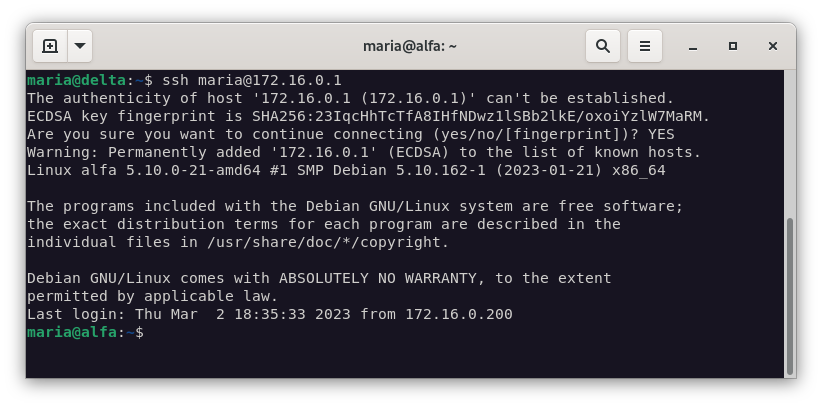 maria@alfa: ~
maria@delta:~$ ssh maria@172.16.0.1
The authenticity of host '172.16.0.1 (172.16.0.1)' can't be established.
ECDSA key fingerprint is SHA256:23IqcHhTcTfA8IHfNDwz1lSBb2lkE/oxoiYzlW7MaRM.
Are you sure you want to continue connecting (yes/no/[fingerprint])? YES
Warning: Permanently added '172.16.0.1' (ECDSA) to the list of known hosts.
Linux alfa 5.10.0-21-amd64 #1 SMP Debian 5.10.162-1 (2023-01-21) x86_64
The programs included with the Debian GNU/Linux system are free software;
the exact distribution terms for each program are described in the
individual files in /usr/share/doc/*/copyright.
Debian GNU/Linux comes with ABSOLUTELY NO WARRANTY, to the extent
permitted by applicable law.
Last login: Thu Mar  2 18:35:33 2023 from 172.16.0.200
maria@alfa:~$